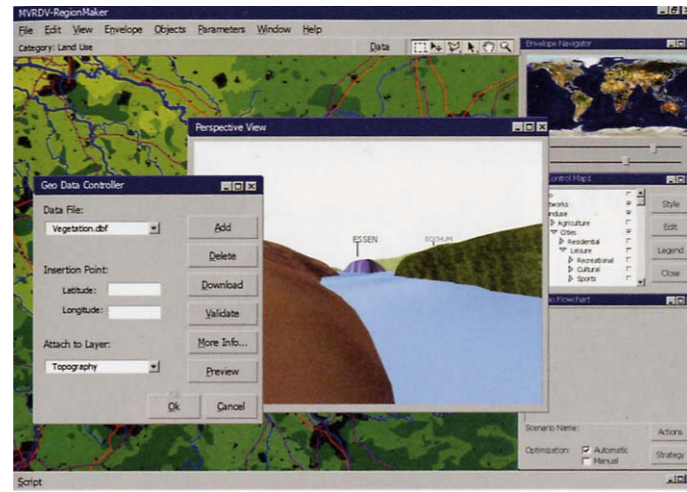 MVRDV-RegionMaker
File Edit View Envelope Objects Parameters Window Help
Category: Land Use
Data
Envelope Navigator
Perspective View
ESSEN
BOCHUM
Geo Data Controller
Data File:
Vegetation.dbf
Insertion Point:
Latitude:
Longitude:
Attach to Layer:
Topography
Add
Delete
Download
Validate
More Info...
Preview
Ok
Cancel
Control Map1
tworks
nduse
Agriculture
Cities
Residential
Leisure
Recreational
Cultural
Sports
Style
Edit
Legend
Close
io Flowchart
Scenario Name:
Optimization:
Automatic
Manual
Actions
Strategy
Script